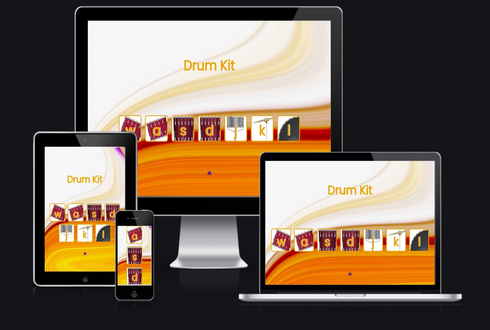 Drum Kit
w a s d j k l
Drum Kit
w a s d
j k l
a
s
d
Drum Kit
w a s d j k l